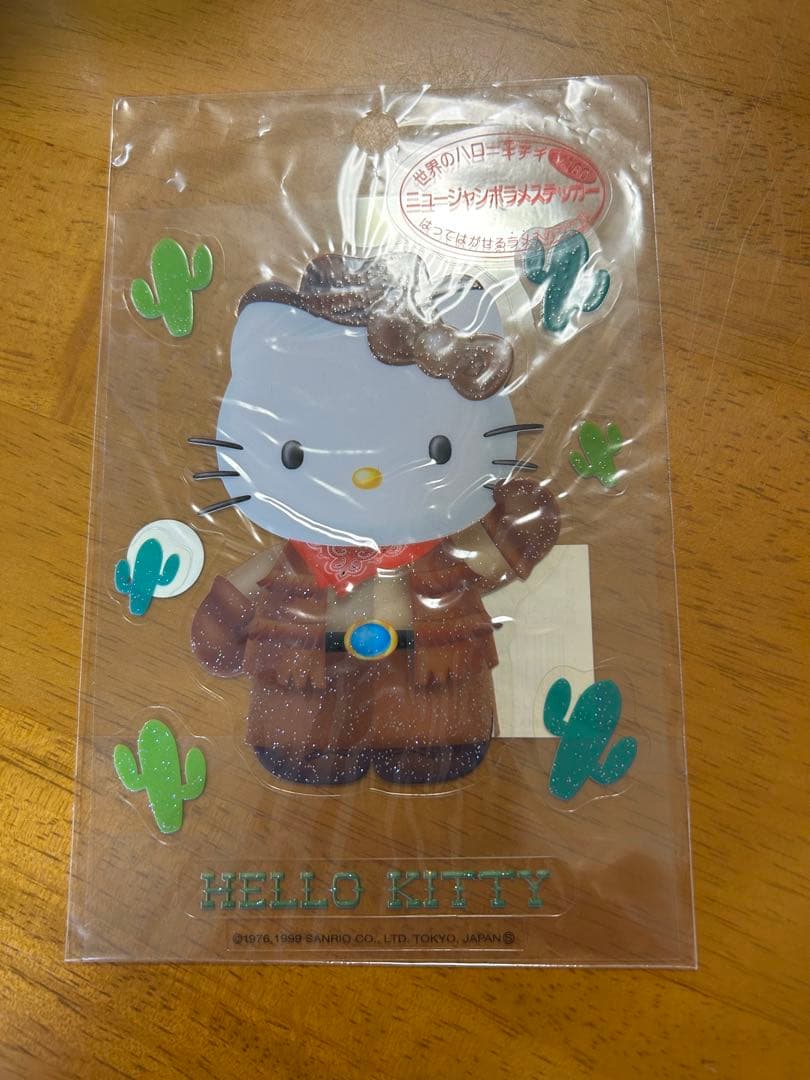 世界のハローキティ
ニュージャンボラメステッカー
はってはがせるラメ
HELLO KITTY
©1976,1999 SANRIO CO., LTD. TOKYO, JAPAN Ⓢ